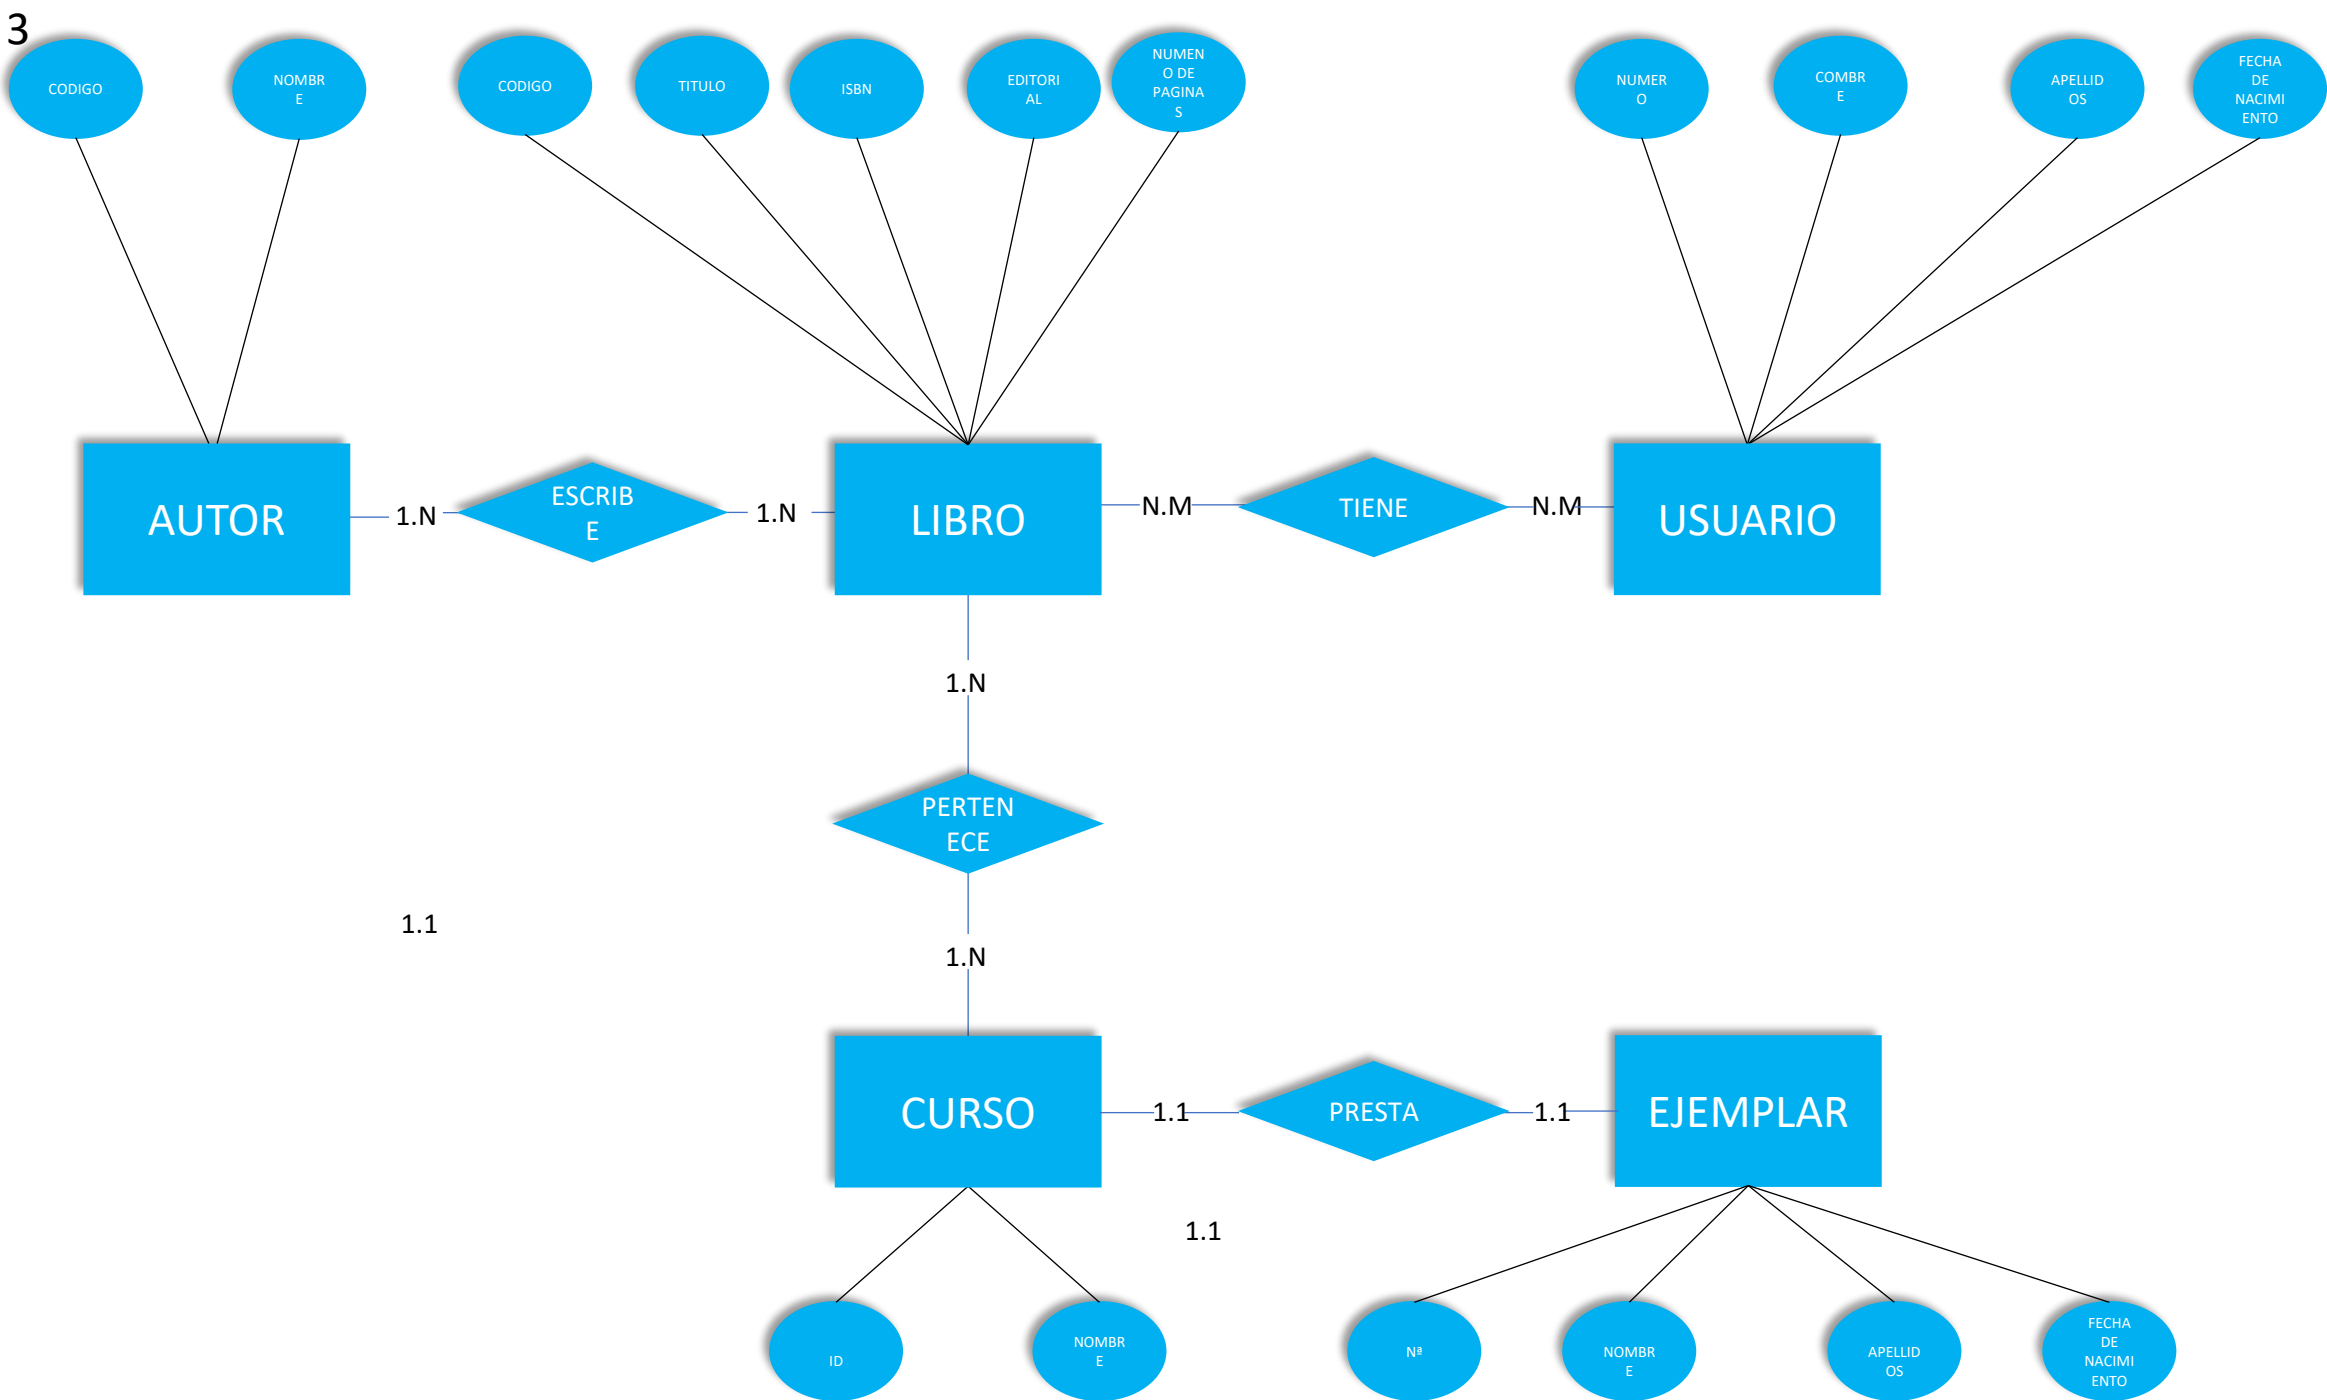 3
CODIGO
NOMBR
E
CODIGO
TITULO
ISBN
EDITORI
AL
NUMEN
O DE
PAGINA
S
NUMER
O
COMBR
E
APELLID
OS
FECHA
DE
NACIMI
ENTO
AUTOR
1.N
ESCRIB
E
1.N
LIBRO
N.M
TIENE
N.M
USUARIO
1.N
PERTEN
ECE
1.1
1.N
CURSO
1.1
PRESTA
1.1
EJEMPLAR
1.1
ID
NOMBR
E
Nª
NOMBR
E
APELLID
OS
FECHA
DE
NACIMI
ENTO